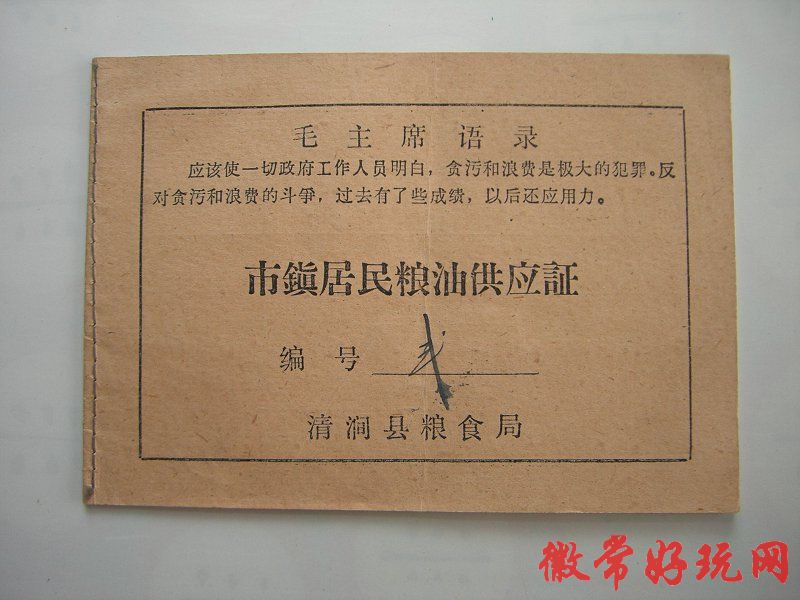 毛主席语录
应该使一切政府工作人员明白，贪污和浪费是极大的犯罪。反
对贪污和浪费的斗争，过去有了些成绩，以后还应用力。
市鎭居民粮油供应証
编号
清涧县粮食局
徽常好玩网